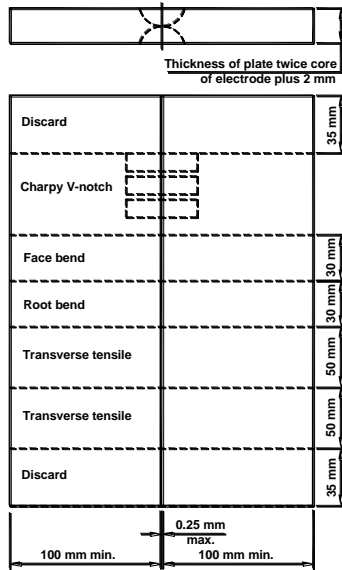 Thickness of plate twice core
of electrode plus 2 mm
Discard
35 mm
Charpy V-notch
Face bend
30 mm
Root bend
30 mm
Transverse tensile
50 mm
Transverse tensile
50 mm
Discard
35 mm
0.25 mm
max.
100 mm min.
100 mm min.